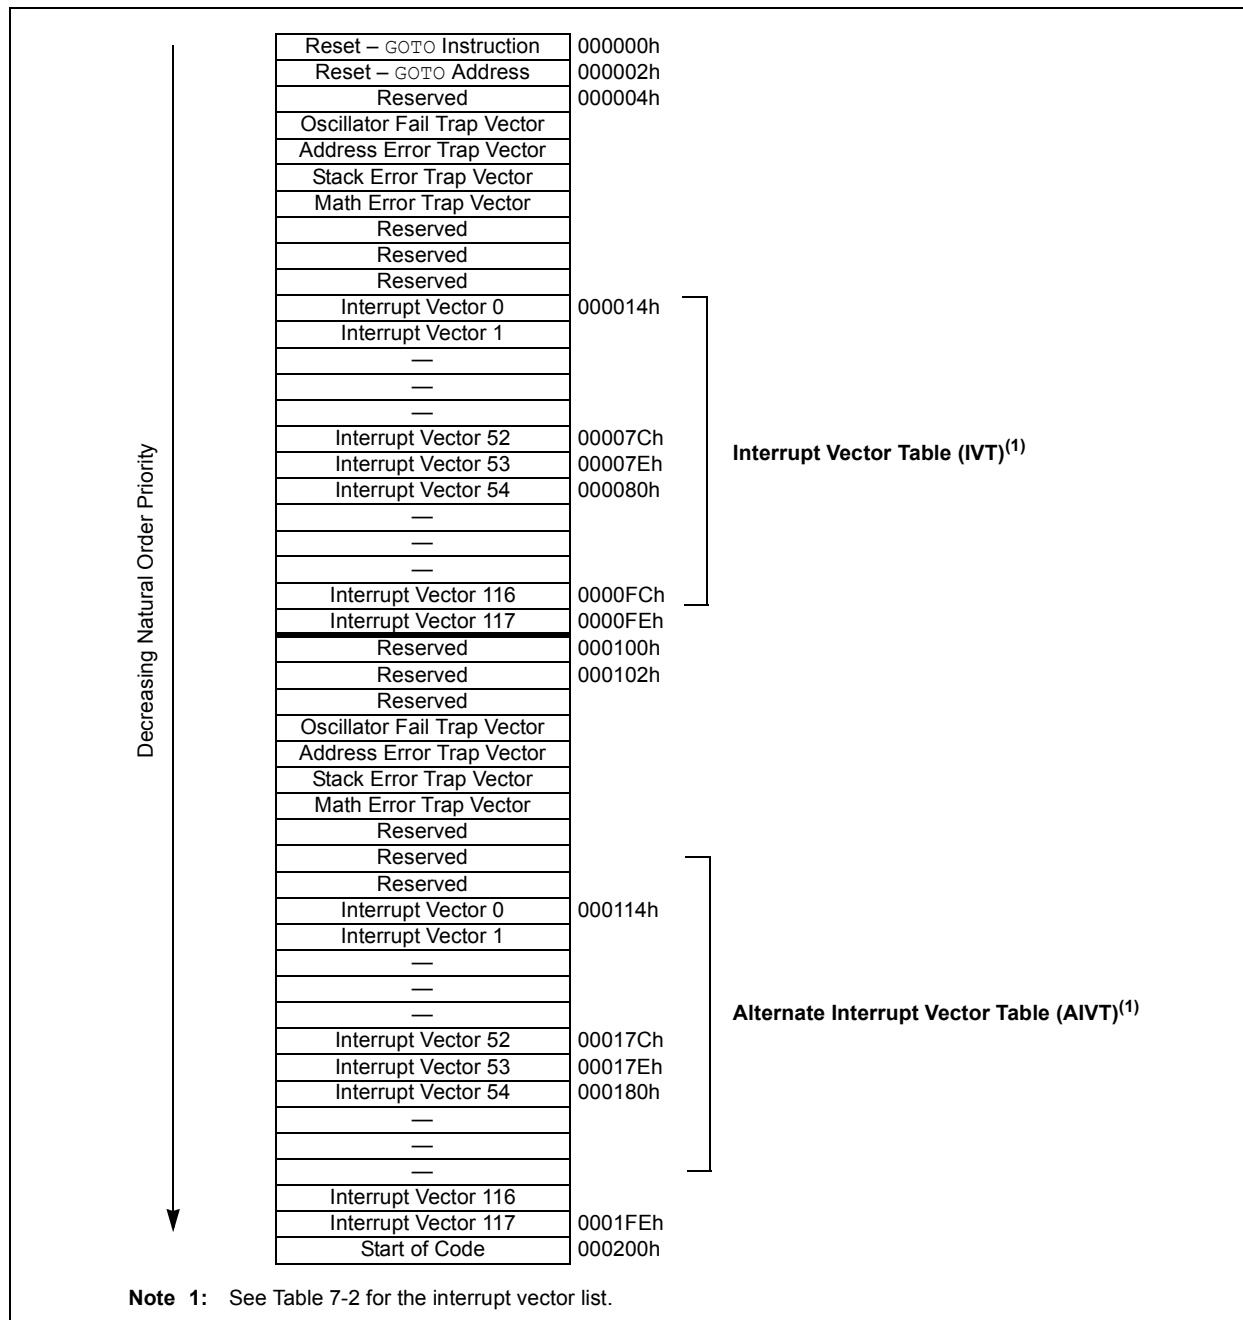 Reset – GOTO Instruction 000000h
Reset – GOTO Address 000002h
Reserved 000004h
Oscillator Fail Trap Vector
Address Error Trap Vector
Stack Error Trap Vector
Math Error Trap Vector
Reserved
Reserved
Reserved
Interrupt Vector 0 000014h
Interrupt Vector 1
—
—
—
Interrupt Vector 52 00007Ch
Interrupt Vector 53 00007Eh
Interrupt Vector 54 000080h
—
—
—
Interrupt Vector 116 0000FCh
Interrupt Vector 117 0000FEh
Interrupt Vector Table (IVT)(1)
Decreasing Natural Order Priority
Reserved 000100h
Reserved 000102h
Reserved
Oscillator Fail Trap Vector
Address Error Trap Vector
Stack Error Trap Vector
Math Error Trap Vector
Reserved
Reserved
Reserved
Interrupt Vector 0 000114h
Interrupt Vector 1
—
—
—
Interrupt Vector 52 00017Ch
Interrupt Vector 53 00017Eh
Interrupt Vector 54 000180h
—
—
—
Interrupt Vector 116
Interrupt Vector 117 0001FEh
Start of Code 000200h
Alternate Interrupt Vector Table (AIVT)(1)
Note 1: See Table 7-2 for the interrupt vector list.